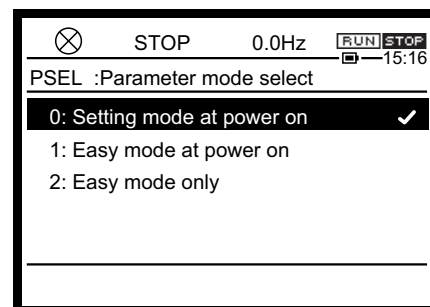 STOP 0.0Hz RUN STOP
15:16
PSEL :Parameter mode select
0: Setting mode at power on
1: Easy mode at power on
2: Easy mode only